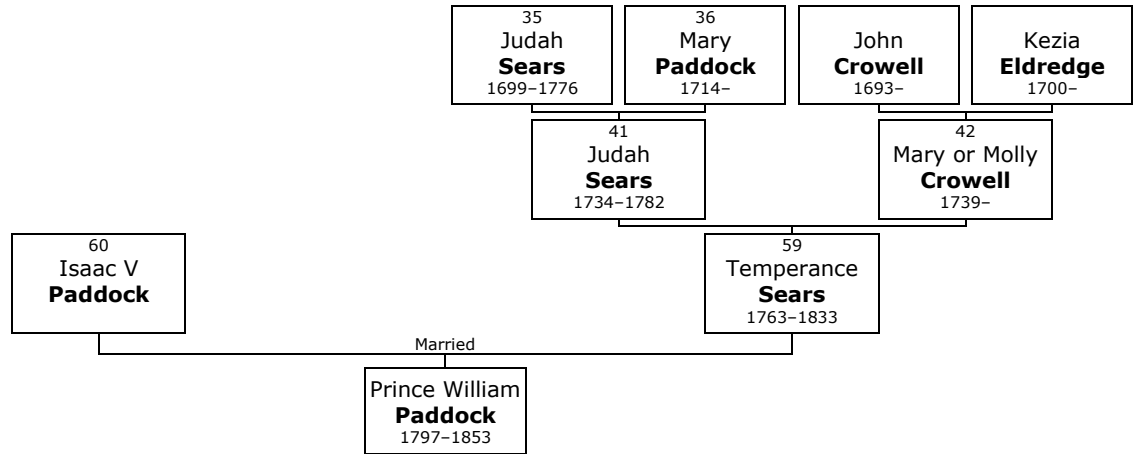 35
Judah
Sears
1699–1776
36
Mary
Paddock
1714–
John
Crowell
1693–
Kezia
Eldredge
1700–
41
Judah
Sears
1734–1782
42
Mary or Molly
Crowell
1739–
60
Isaac V
Paddock
59
Temperance
Sears
1763–1833
Married
Prince William
Paddock
1797–1853